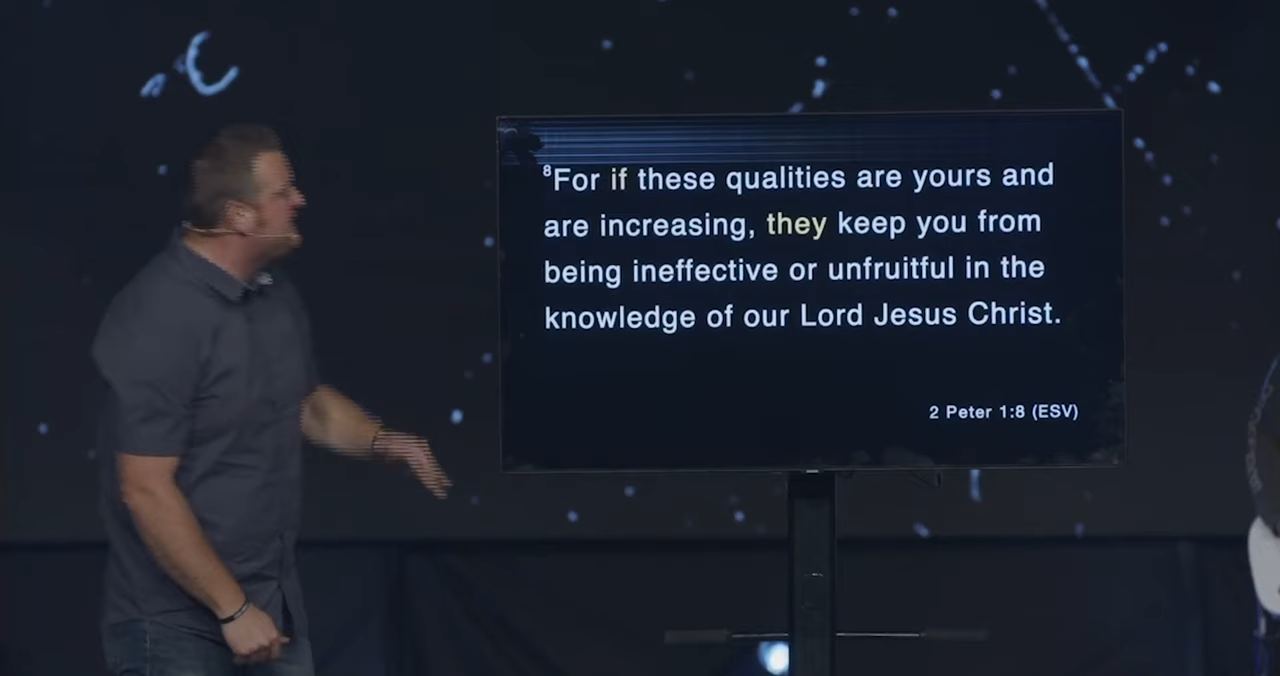 ⁸For if these qualities are yours and
are increasing, they keep you from
being ineffective or unfruitful in the
knowledge of our Lord Jesus Christ.
2 Peter 1:8 (ESV)